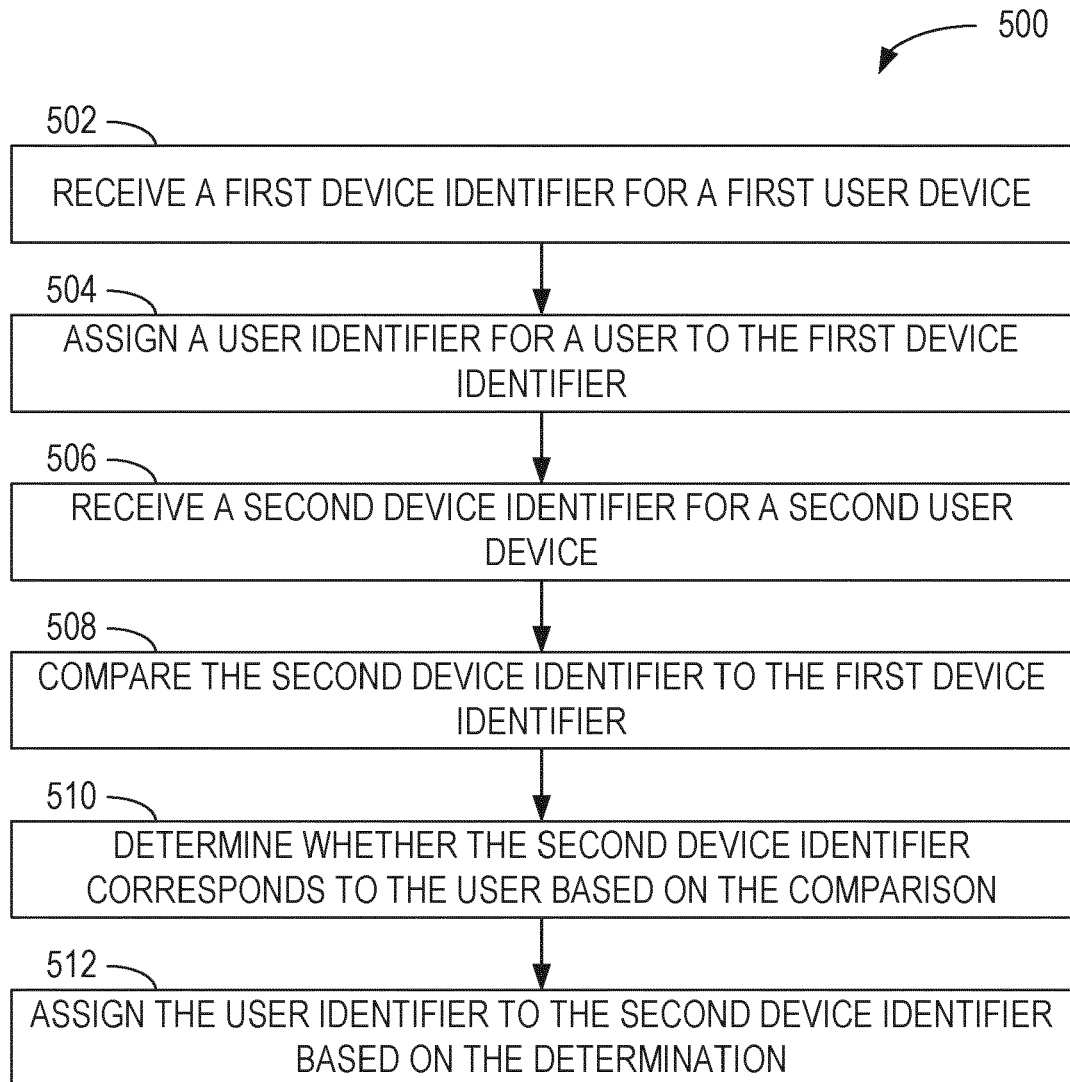 500
502
RECEIVE A FIRST DEVICE IDENTIFIER FOR A FIRST USER DEVICE
504
ASSIGN A USER IDENTIFIER FOR A USER TO THE FIRST DEVICE
IDENTIFIER
506
RECEIVE A SECOND DEVICE IDENTIFIER FOR A SECOND USER
DEVICE
508
COMPARE THE SECOND DEVICE IDENTIFIER TO THE FIRST DEVICE
IDENTIFIER
510
DETERMINE WHETHER THE SECOND DEVICE IDENTIFIER
CORRESPONDS TO THE USER BASED ON THE COMPARISON
512
ASSIGN THE USER IDENTIFIER TO THE SECOND DEVICE IDENTIFIER
BASED ON THE DETERMINATION